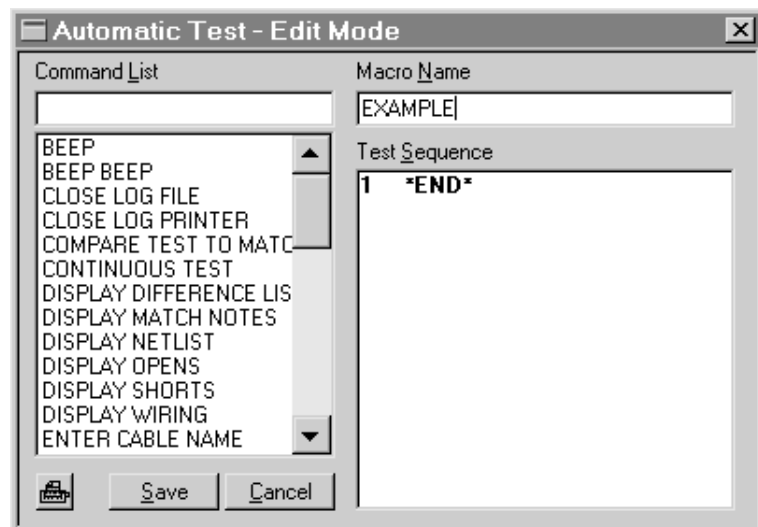 Automatic Test - Edit Mode
Command List
BEEP
BEEP BEEP
CLOSE LOG FILE
CLOSE LOG PRINTER
COMPARE TEST TO MATC
CONTINUOUS TEST
DISPLAY DIFFERENCE LIS
DISPLAY MATCH NOTES
DISPLAY NETLIST
DISPLAY OPENS
DISPLAY SHORTS
DISPLAY WIRING
ENTER CABLE NAME
Save
Cancel
Macro Name
EXAMPLE
Test Sequence
1 *END*